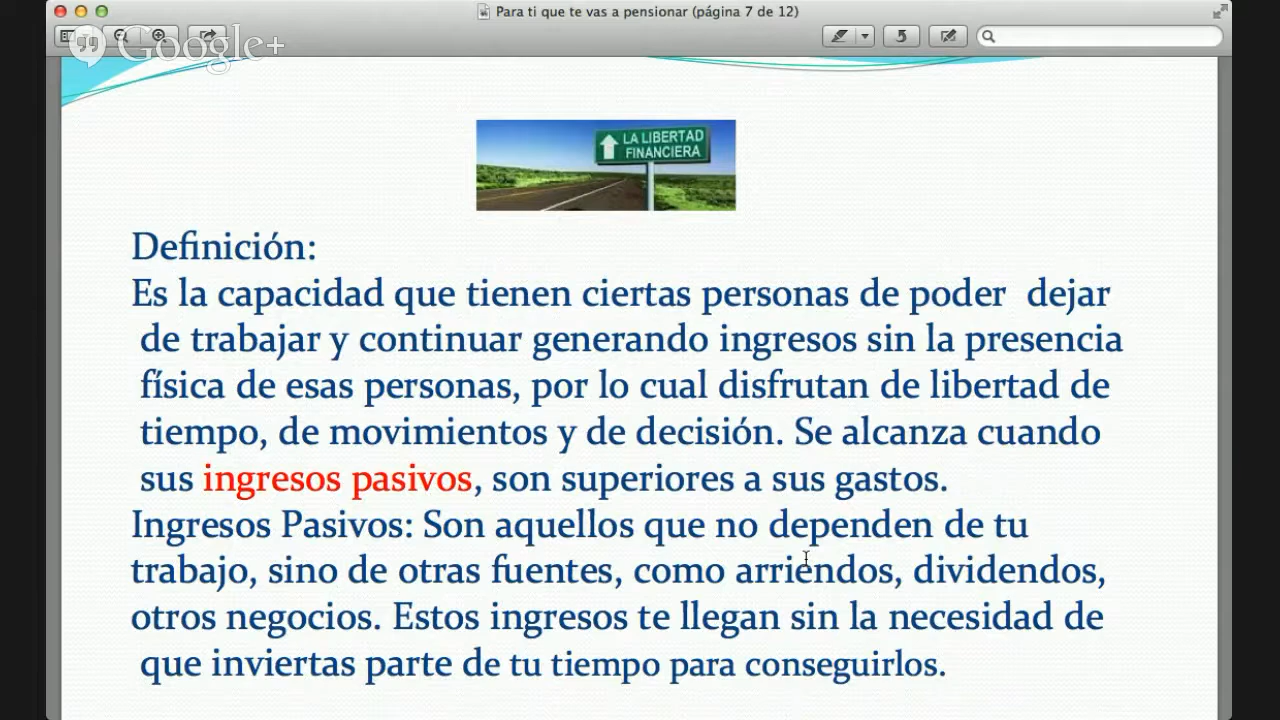 Para ti que te vas a pensionar (página 7 de 12)
Google+
LA LIBERTAD
FINANCIERA
Definición:
Es la capacidad que tienen ciertas personas de poder dejar
de trabajar y continuar generando ingresos sin la presencia
física de esas personas, por lo cual disfrutan de libertad de
tiempo, de movimientos y de decisión. Se alcanza cuando
sus ingresos pasivos, son superiores a sus gastos.
Ingresos Pasivos: Son aquellos que no dependen de tu
trabajo, sino de otras fuentes, como arriendos, dividendos,
otros negocios. Estos ingresos te llegan sin la necesidad de
que inviertas parte de tu tiempo para conseguirlos.